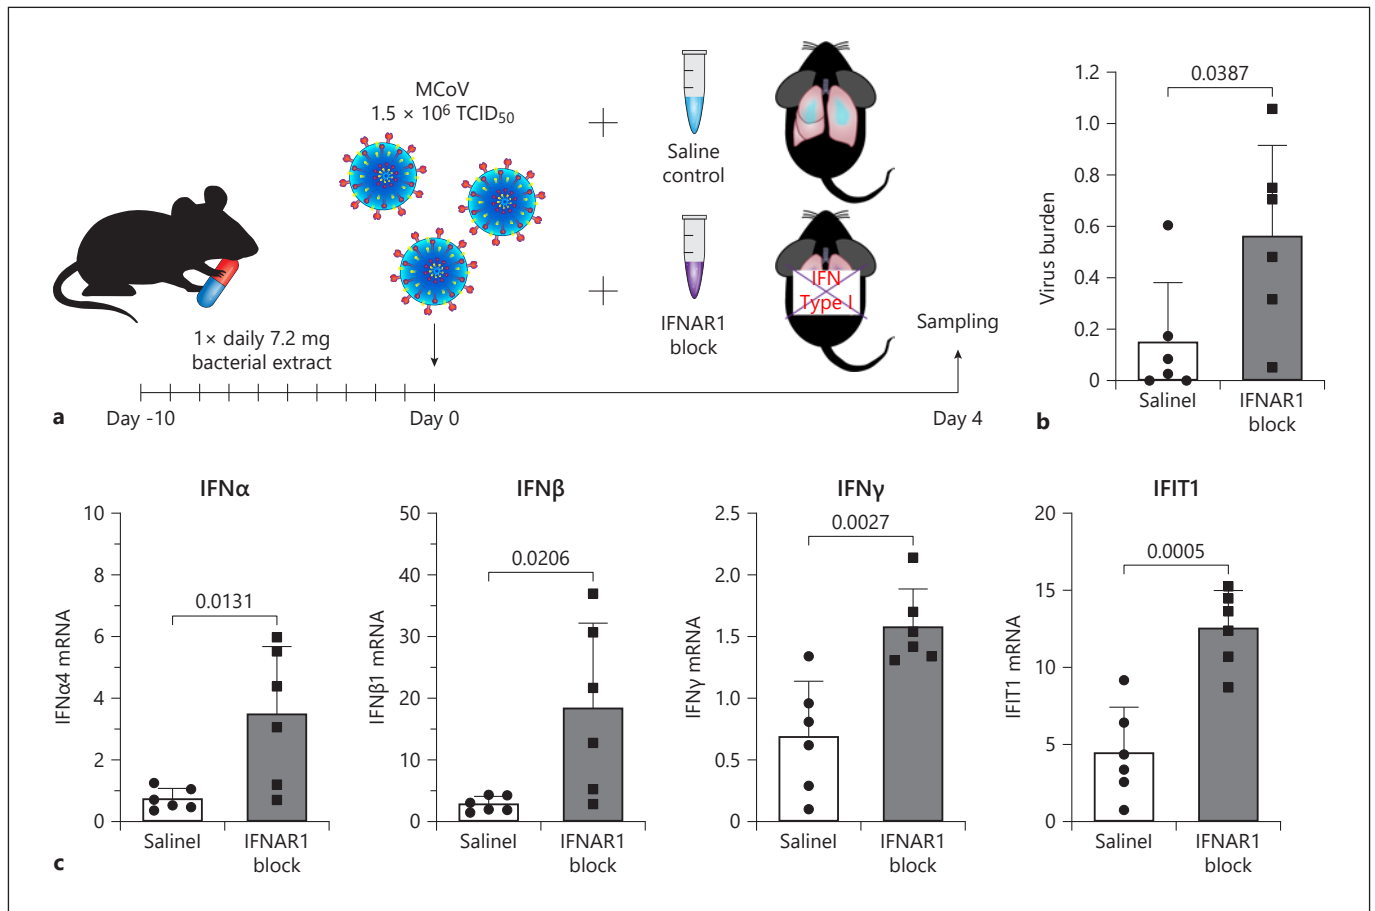 MCoV
1.5 × 10⁶ TCID₅₀
Saline
control
IFNAR1
block
IFN
Type I
1× daily 7.2 mg
bacterial extract
Sampling
a
Day -10
Day 0
Day 4
1.2
1.0
0.8
0.6
0.4
0.2
0
Virus burden
0.0387
Salinel
IFNAR1
block
b
IFNα
10
8
6
4
2
0
IFNα4 mRNA
0.0131
Salinel
IFNAR1
block
IFNβ
50
40
30
20
10
0
IFNβ1 mRNA
0.0206
Salinel
IFNAR1
block
IFNγ
2.5
2.0
1.5
1.0
0.5
0
IFNγ mRNA
0.0027
Salinel
IFNAR1
block
IFIT1
20
15
10
5
0
IFIT1 mRNA
0.0005
Salinel
IFNAR1
block
c